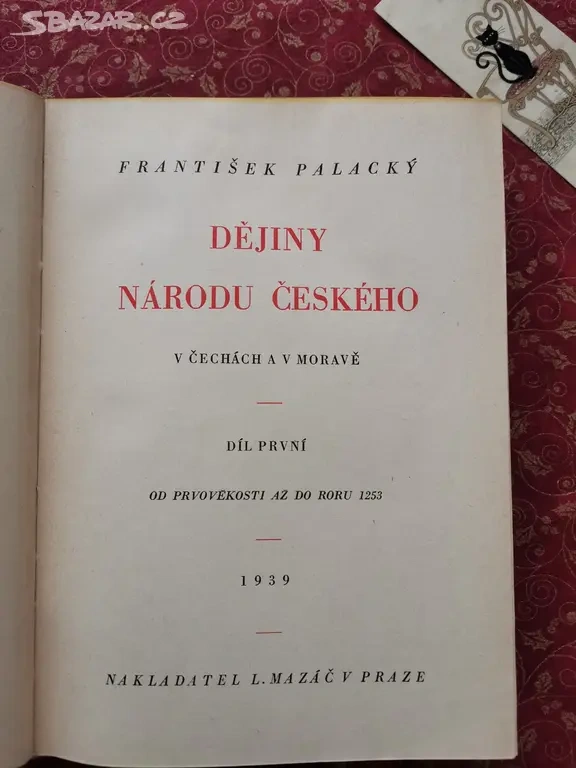 SBAZAR.CZ
FRANTIŠEK PALACKÝ
DĚJINY
NÁRODU ČESKÉHO
V ČECHÁCH A V MORAVĚ
DÍL PRVNÍ
OD PRVOVĚKOSTI AŽ DO ROKU 1253
1939
NAKLADATEL L. MAZÁČ V PRAZE